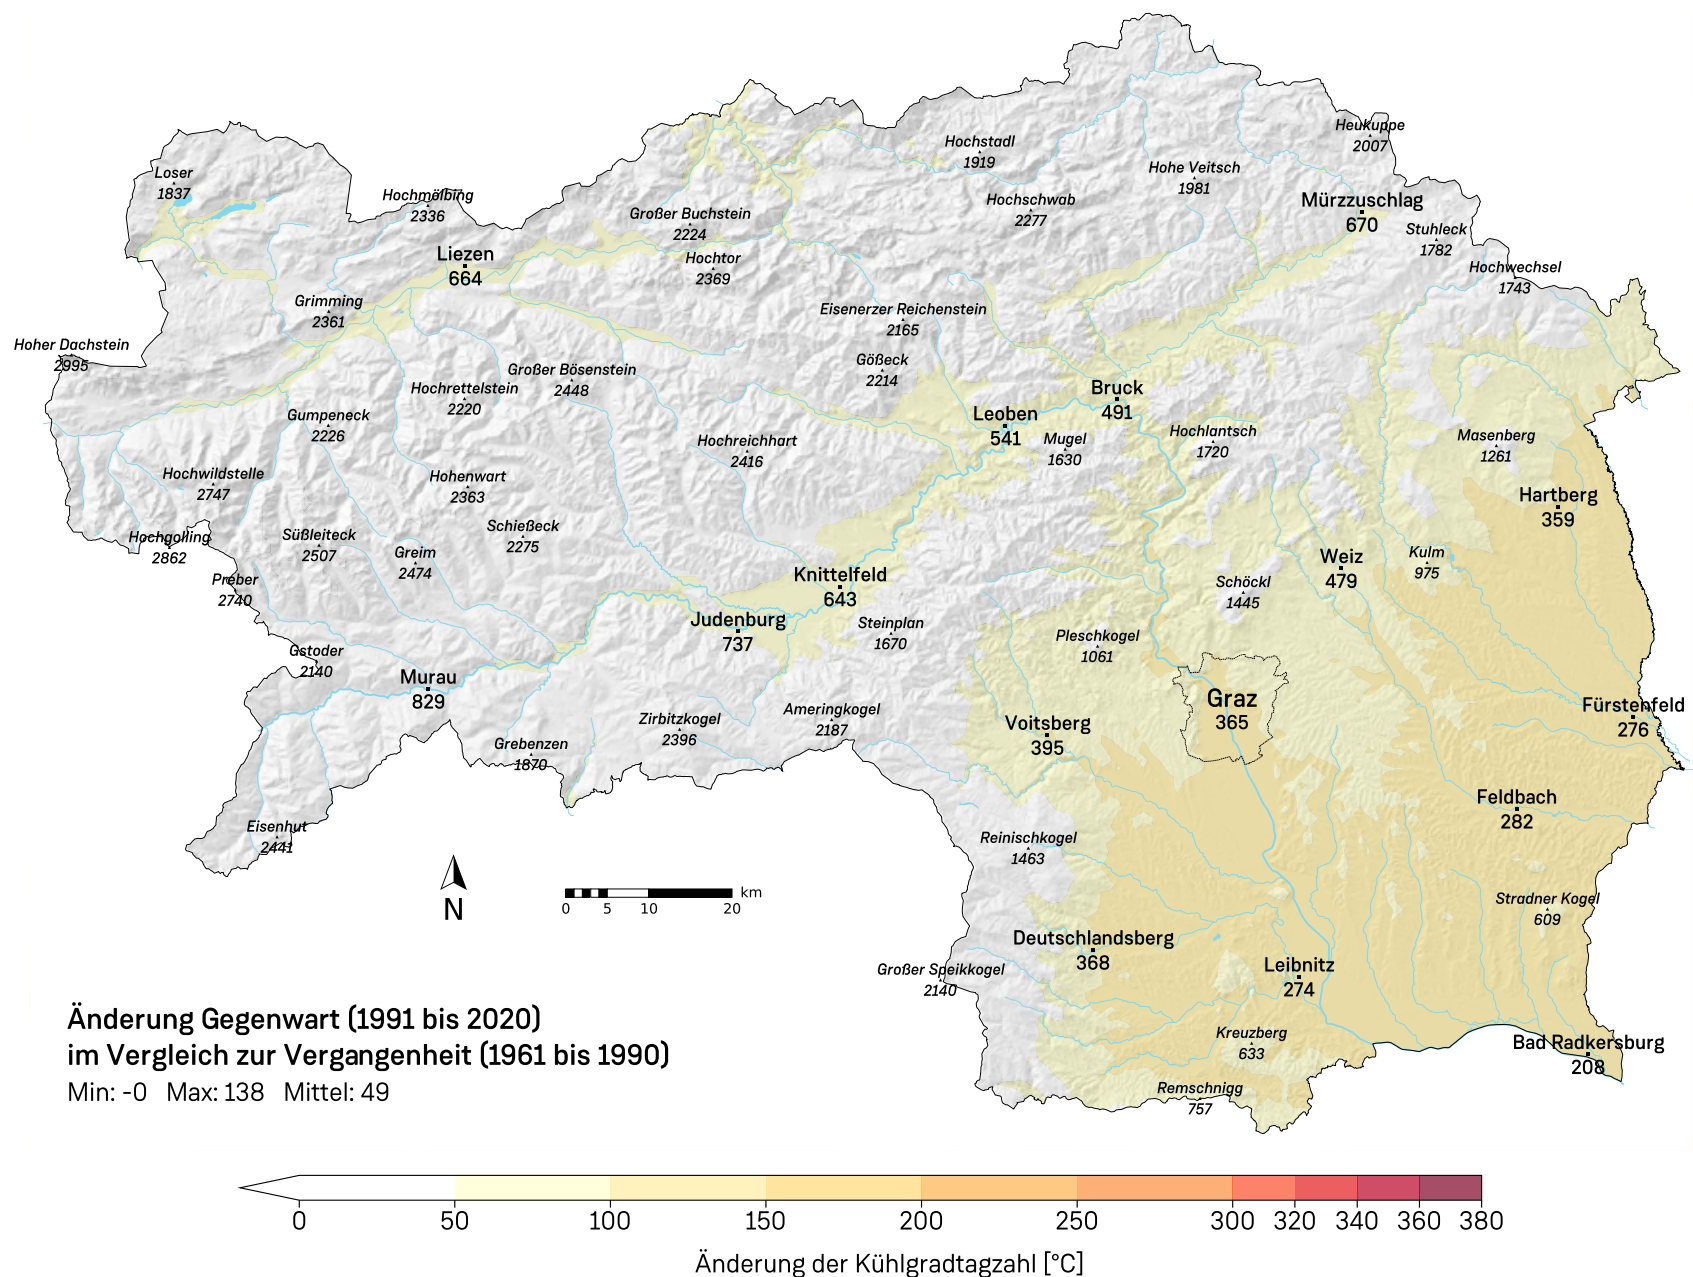 Heukuppe
2007
Hochstadl
1919
Hohe Veitsch
1981
Loser
1837
Hochmölbing
2336
Hochschwab
2277
Mürzzuschlag
670
Großer Buchstein
2224
Stuhleck
1782
Liezen
664
Hochtor
2369
Hochwechsel
1743
Grimming
2361
Eisenerzer Reichenstein
2165
Hoher Dachstein
2995
Gößeck
2214
Großer Bösenstein
2448
Hochrettelstein
2220
Bruck
491
Gumpeneck
2226
Leoben
541
Hochreichhart
2416
Mugel
1630
Hochlantsch
1720
Masenberg
1261
Hochwildstelle
2747
Hohenwart
2363
Hartberg
359
Hochgolling
2862
Süßleiteck
2507
Schießeck
2275
Greim
2474
Weiz
479
Kulm
975
Preber
2740
Knittelfeld
643
Schöckl
1445
Judenburg
737
Steinplan
1670
Pleschkogel
1061
Gstoder
2140
Murau
829
Graz
365
Fürstenfeld
276
Zirbitzkogel
2396
Ameringkogel
2187
Voitsberg
395
Grebenzen
1870
Feldbach
282
Eisenhut
2441
Reinischkogel
1463
N
km
0 5 10 20
Stradner Kogel
609
Deutschlandsberg
368
Großer Speikkogel
2140
Leibnitz
274
Kreuzberg
633
Bad Radkersburg
208
Remschnigg
757
Änderung Gegenwart (1991 bis 2020)
im Vergleich zur Vergangenheit (1961 bis 1990)
Min: -0 Max: 138 Mittel: 49
0 50 100 150 200 250 300 320 340 360 380
Änderung der Kühlgradtagzahl [°C]